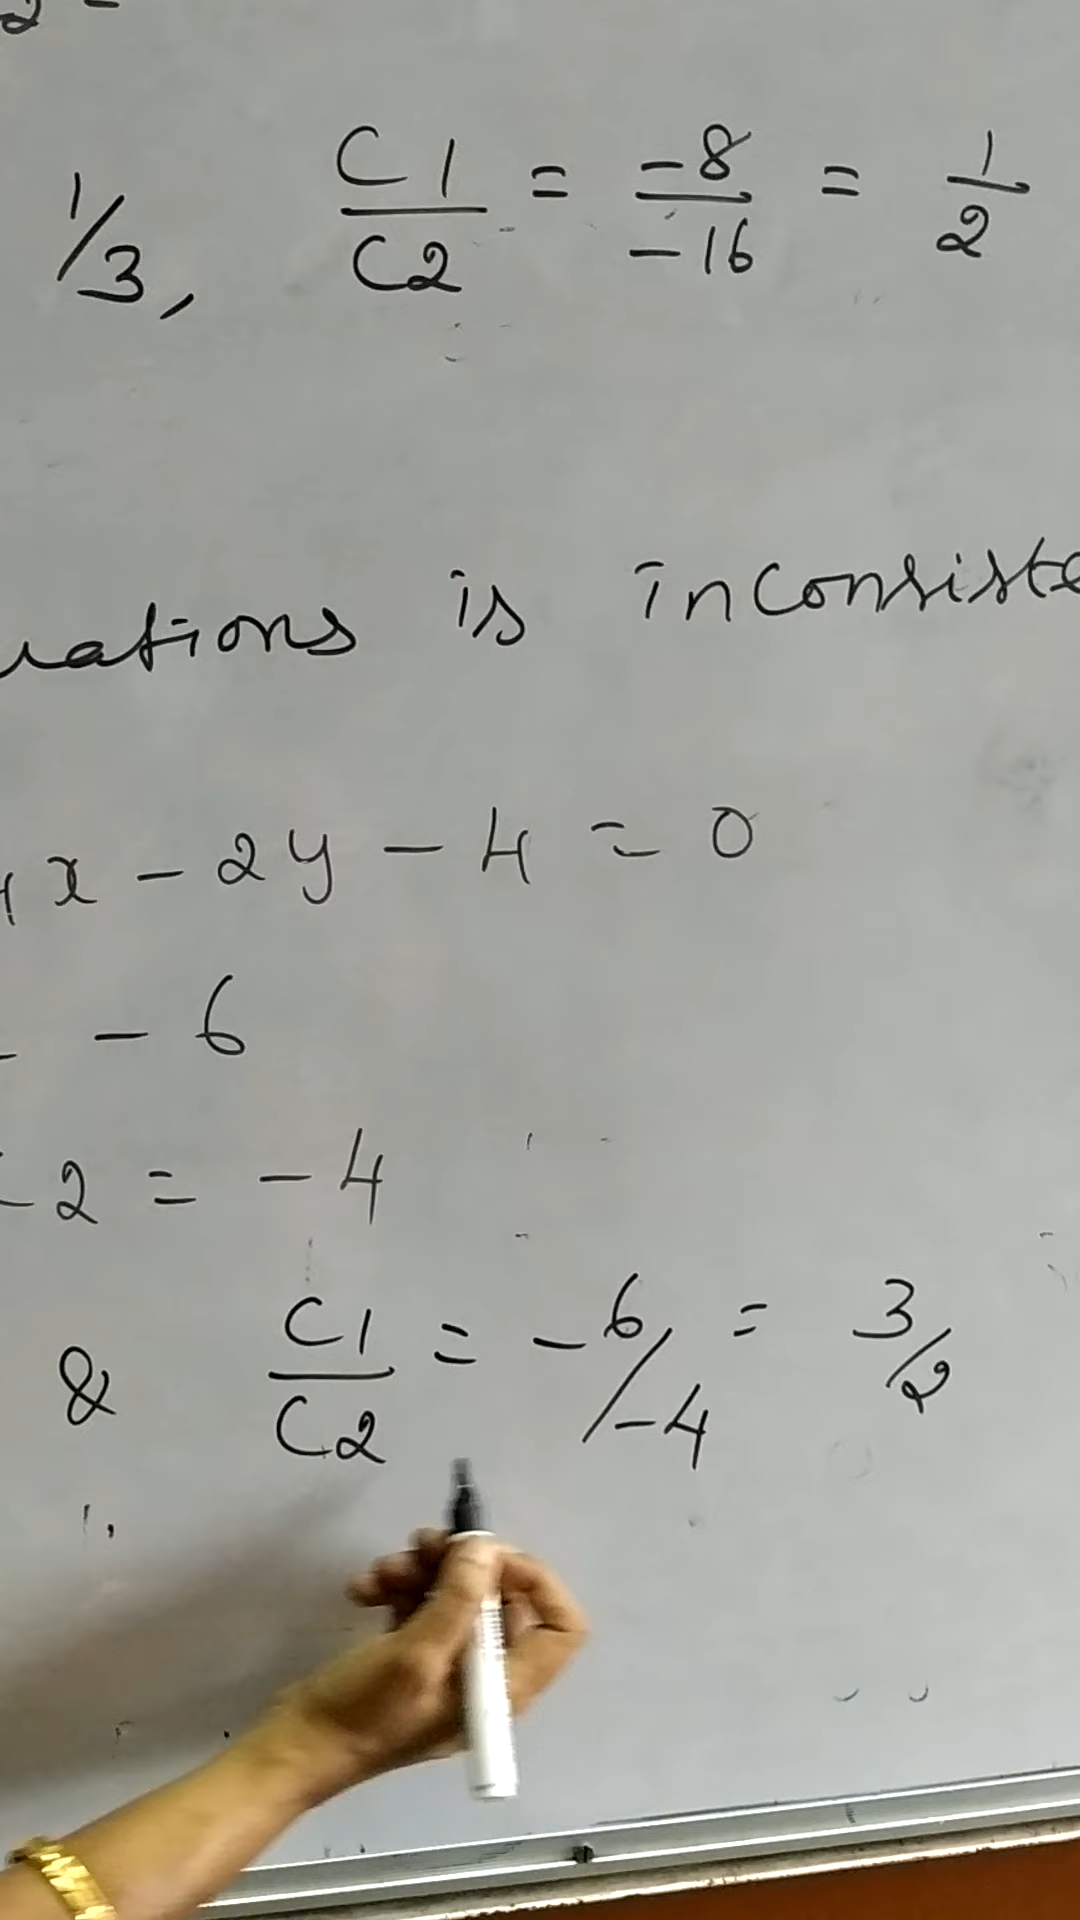 1/3, C1/C2 = -8/-16 = 1/2
is inconsiste
4x - 2y - 4 = 0
- 6
2 = - 4
& C1/C2 = -6/-4 = 3/2